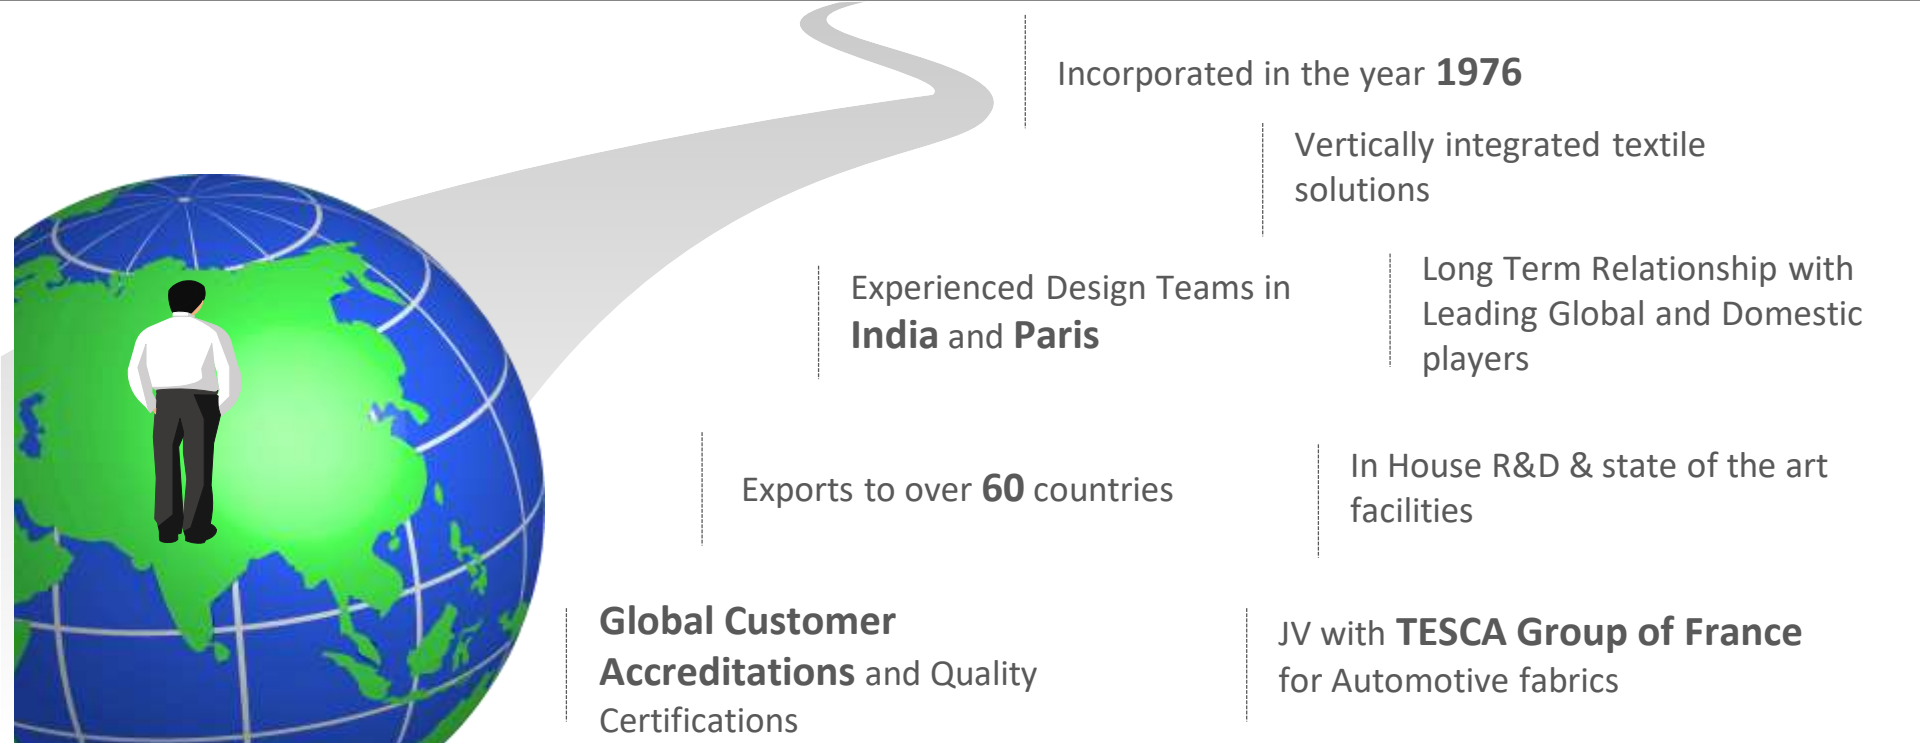 Incorporated in the year 1976
Vertically integrated textile
solutions
Experienced Design Teams in
India and Paris
Long Term Relationship with
Leading Global and Domestic
players
Exports to over 60 countries
In House R&D & state of the art
facilities
Global Customer
Accreditations and Quality
Certifications
JV with TESCA Group of France
for Automotive fabrics